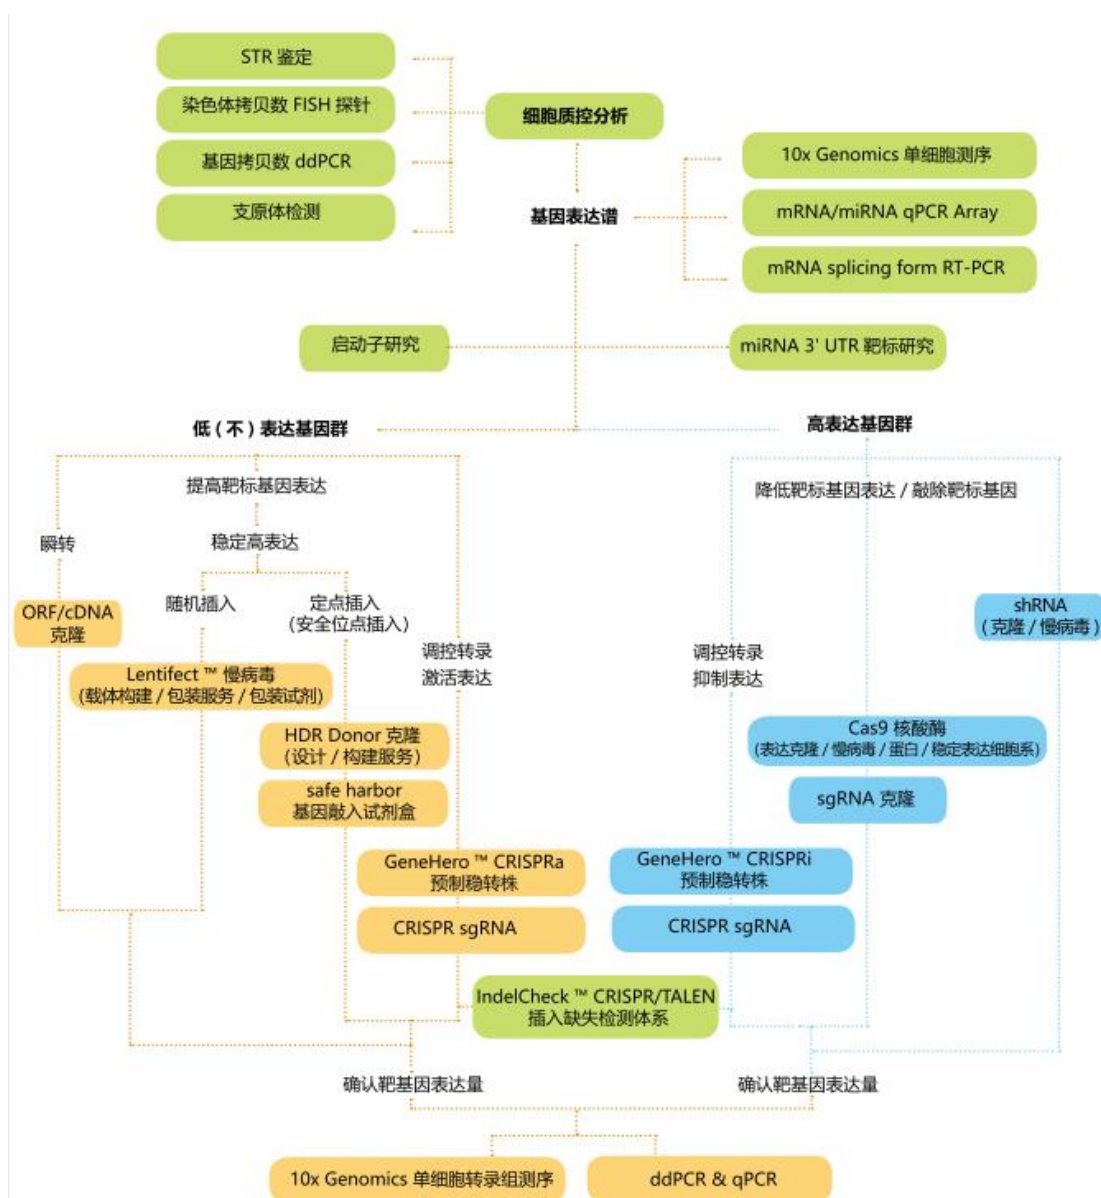 STR 鉴定
染色体拷贝数 FISH 探针
细胞质控分析
基因拷贝数 ddPCR
支原体检测
10x Genomics 单细胞测序
基因表达谱
mRNA/miRNA qPCR Array
mRNA splicing form RT-PCR
启动子研究
miRNA 3' UTR 靶标研究
低（不）表达基因群
高表达基因群
提高靶标基因表达
降低靶标基因表达 / 敲除靶标基因
瞬转
稳定高表达
ORF/cDNA
克隆
随机插入
定点插入
（安全位点插入）
shRNA
（克隆 / 慢病毒）
Lentifect ™ 慢病毒
（载体构建 / 包装服务 / 包装试剂）
调控转录
激活表达
调控转录
抑制表达
HDR Donor 克隆
（设计 / 构建服务）
Cas9 核酸酶
（表达克隆 / 慢病毒 / 蛋白 / 稳定表达细胞系）
safe harbor
基因敲入试剂盒
sgRNA 克隆
GeneHero ™ CRISPRa
预制稳转株
GeneHero ™ CRISPRi
预制稳转株
CRISPR sgRNA
CRISPR sgRNA
IndelCheck ™ CRISPR/TALEN
插入缺失检测体系
确认靶基因表达量
确认靶基因表达量
10x Genomics 单细胞转录组测序
ddPCR & qPCR